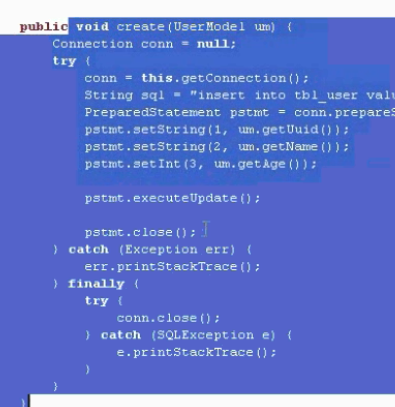 public void create(UserModel um) {
Connection conn = null;
try {
conn = this.getConnection();
String sql = "insert into tbl_user valu
PreparedStatement pstmt = conn.prepareS
pstmt.setString(1, um.getUuid());
pstmt.setString(2, um.getName());
pstmt.setInt(3, um.getAge());
pstmt.executeUpdate();
pstmt.close();
} catch (Exception err) {
err.printStackTrace();
} finally {
try {
conn.close();
} catch (SQLException e) {
e.printStackTrace();
}
}
}